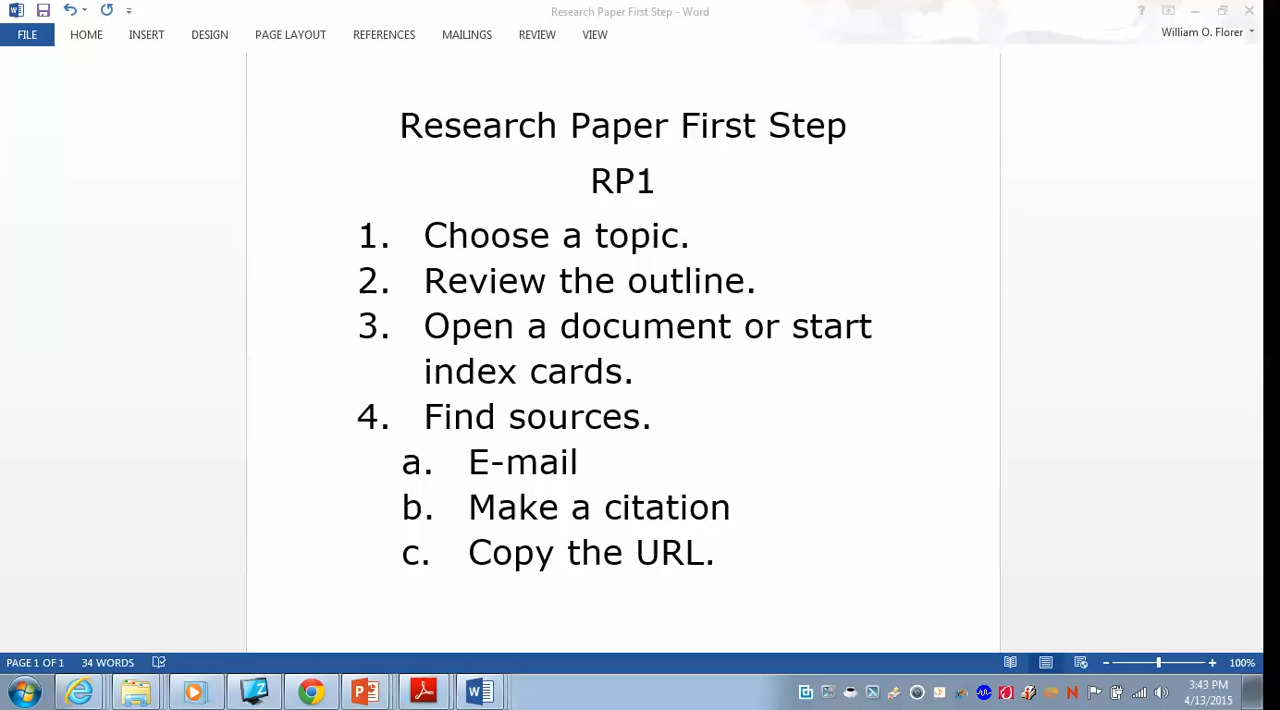 Research Paper First Step - Word
FILE HOME INSERT DESIGN PAGE LAYOUT REFERENCES MAILINGS REVIEW VIEW William O. Florer
Research Paper First Step
RP1
1. Choose a topic.
2. Review the outline.
3. Open a document or start
index cards.
4. Find sources.
a. E-mail
b. Make a citation
c. Copy the URL.
PAGE 1 OF 1 34 WORDS 100%
3:43 PM
4/13/2015